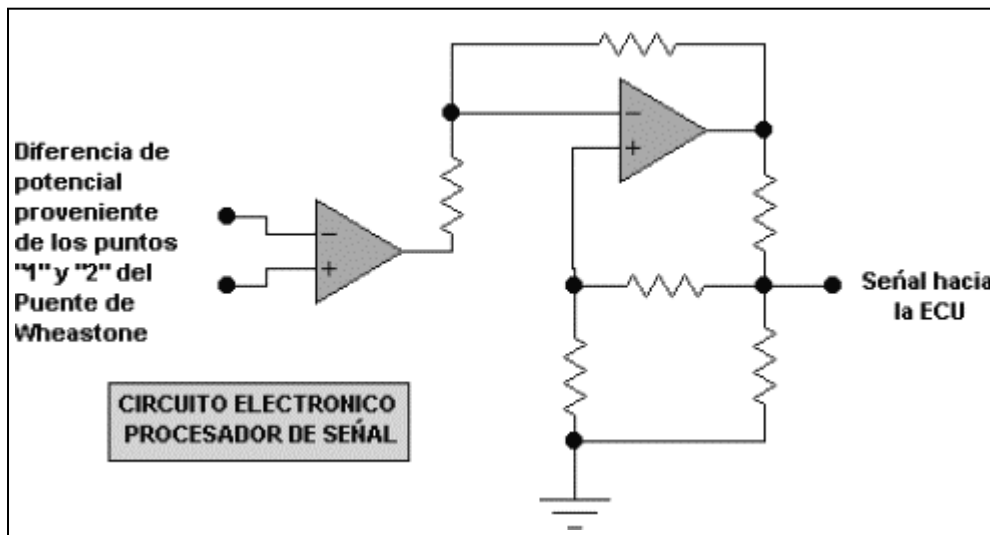 Diferencia de
potencial
proveniente
de los puntos
"1" y "2" del
Puente de
Wheastone
−
+
−
+
Señal hacia
la ECU
CIRCUITO ELECTRONICO
PROCESADOR DE SEÑAL